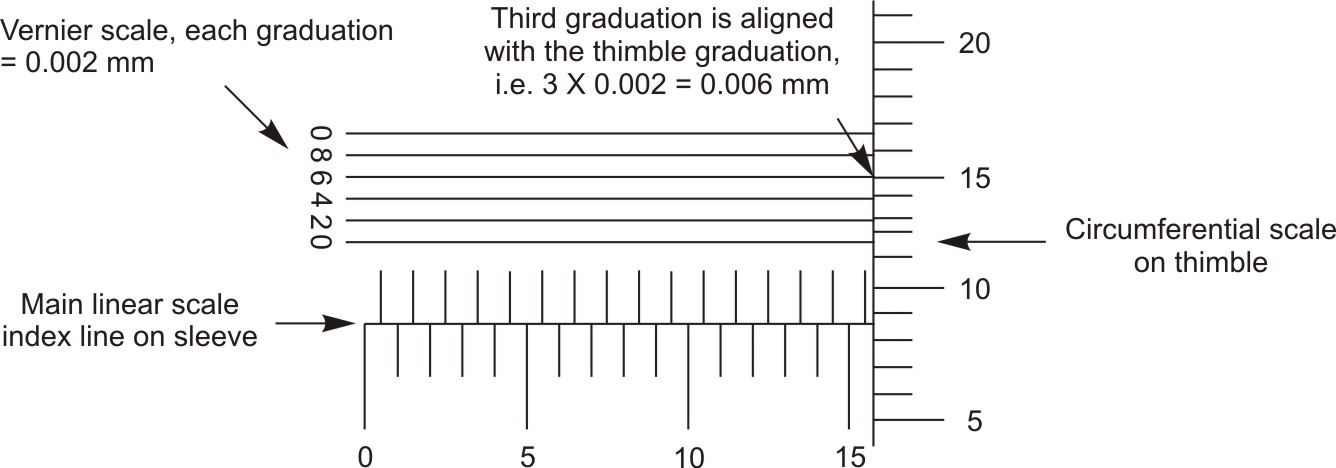 Vernier scale, each graduation
= 0.002 mm
Third graduation is aligned
with the thimble graduation,
i.e. 3 X 0.002 = 0.006 mm
20
0
8
6
4
2
0
15
Circumferential scale
on thimble
10
Main linear scale
index line on sleeve
5
0 5 10 15